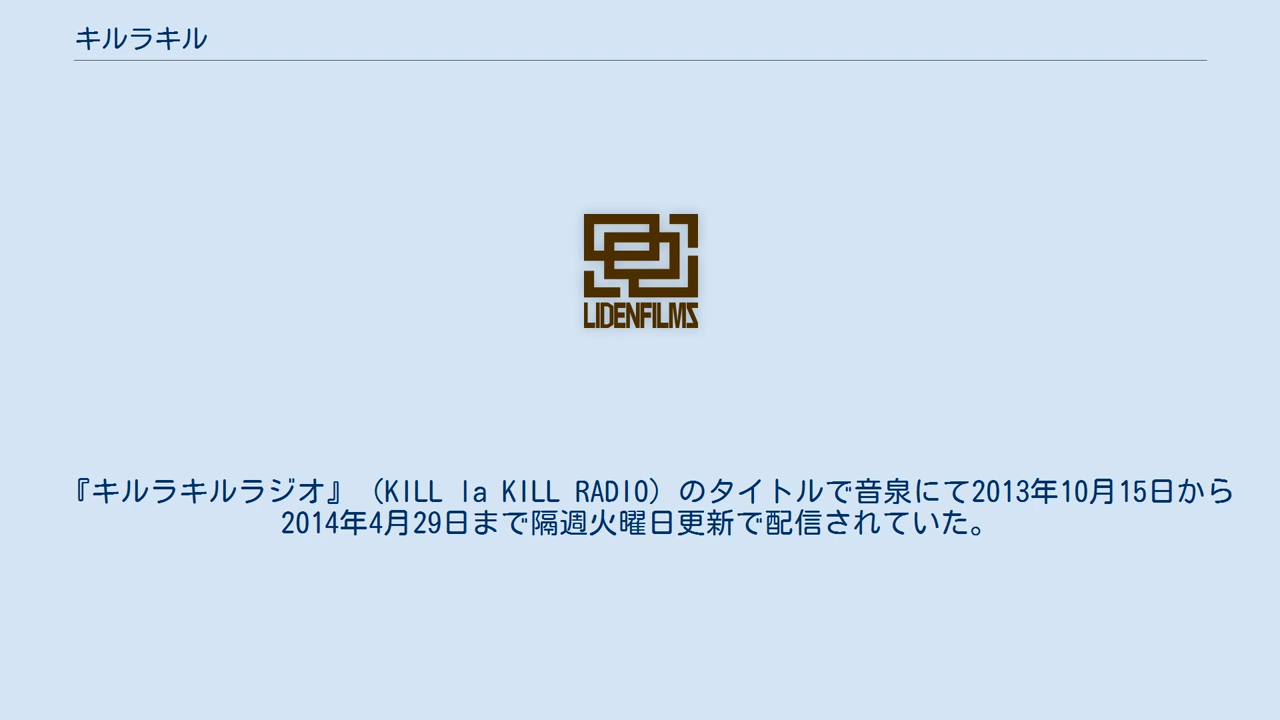 キルラキル
LIDENFILMS
『キルラキルラジオ』（KILL la KILL RADIO）のタイトルで音泉にて2013年10月15日から
2014年4月29日まで隔週火曜日更新で配信されていた。